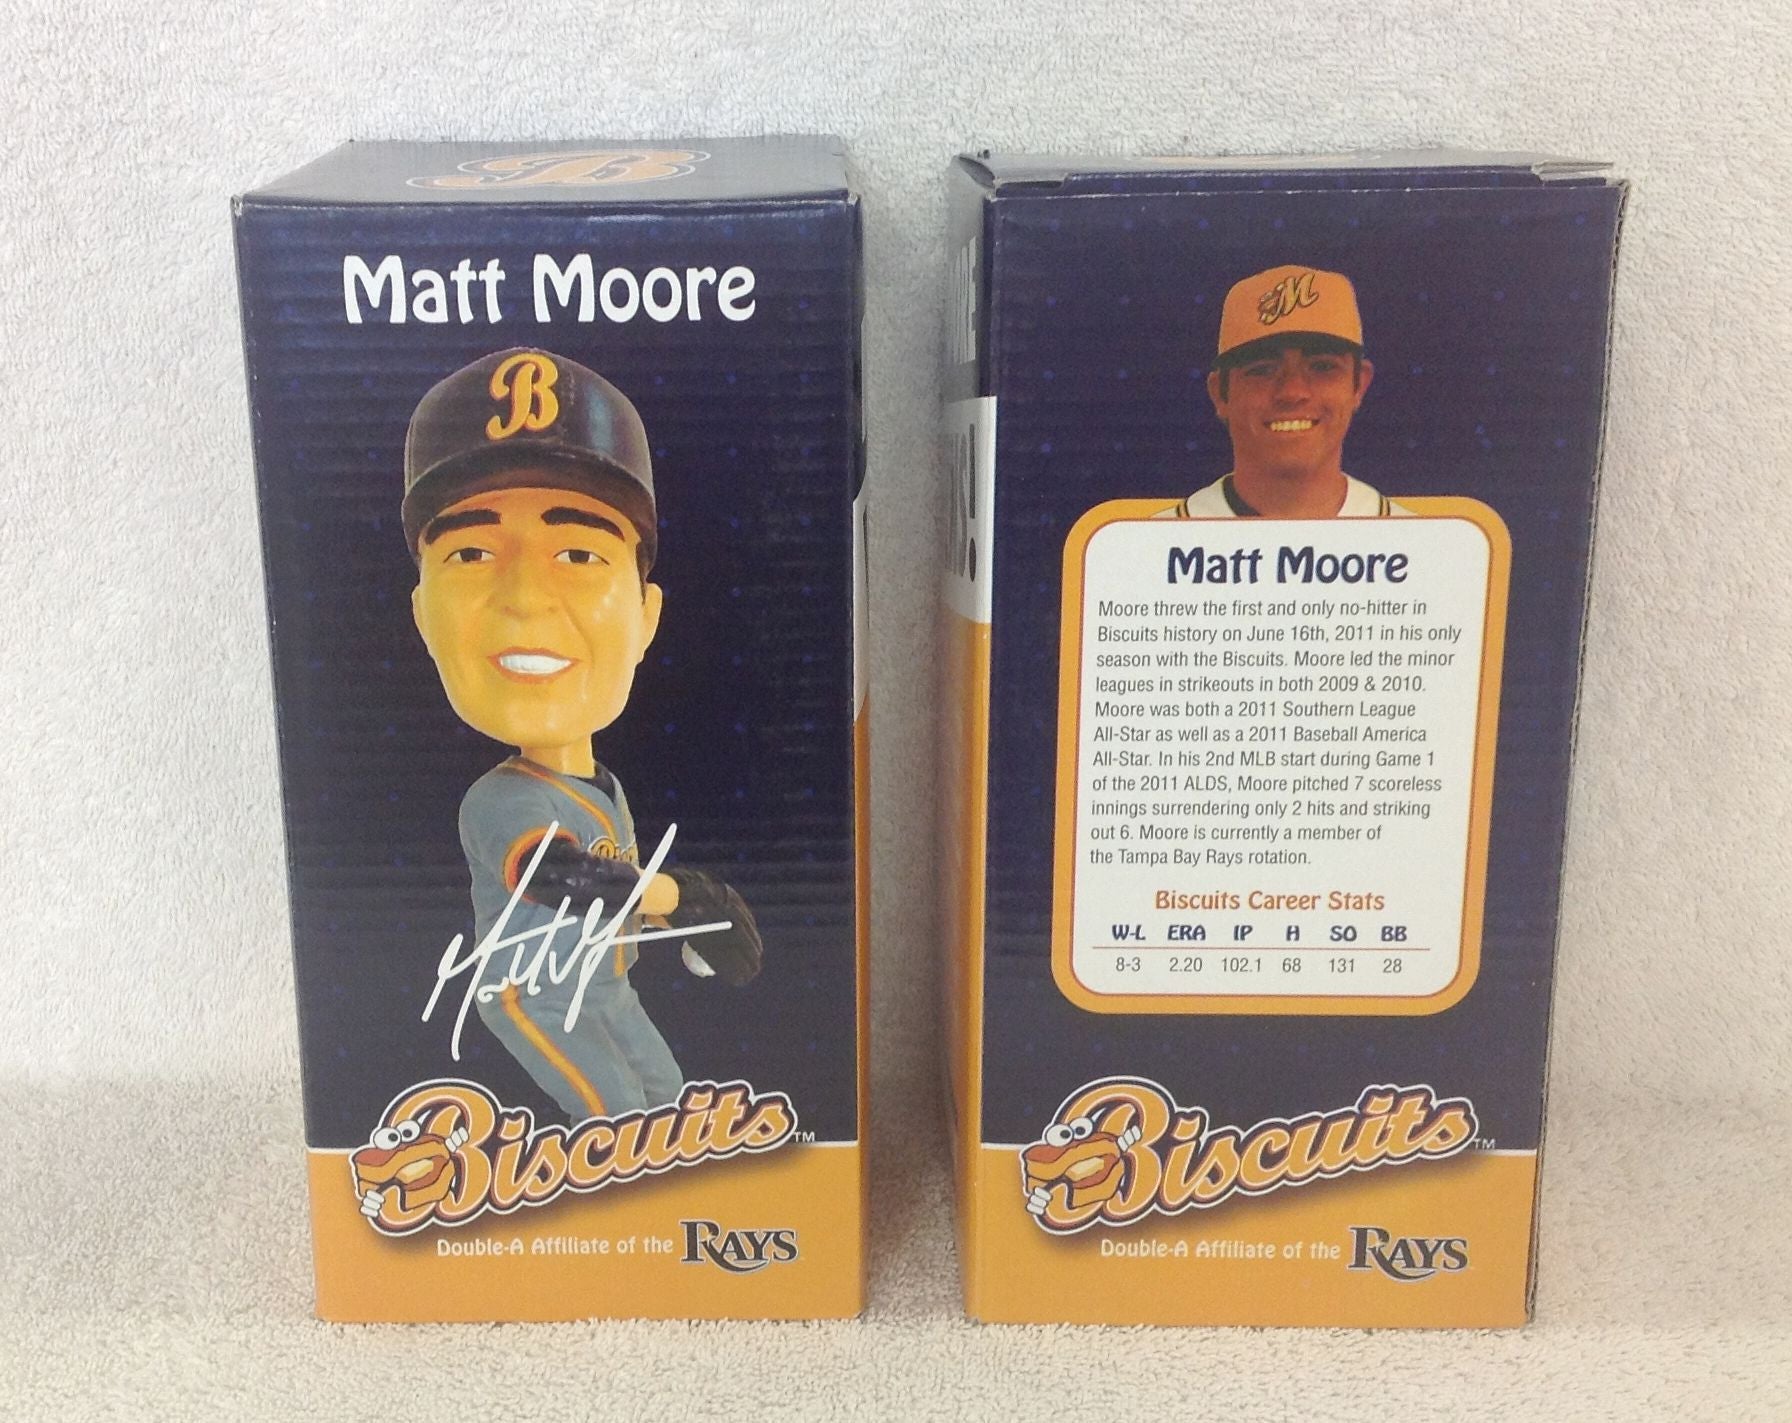 B
Matt Moore
B
Biscuits™
Double-A Affiliate of the RAYS
M
Matt Moore
Moore threw the first and only no-hitter in
Biscuits history on June 16th, 2011 in his only
season with the Biscuits. Moore led the minor
leagues in strikeouts in both 2009 & 2010.
Moore was both a 2011 Southern League
All-Star as well as a 2011 Baseball America
All-Star. In his 2nd MLB start during Game 1
of the 2011 ALDS, Moore pitched 7 scoreless
innings surrendering only 2 hits and striking
out 6. Moore is currently a member of
the Tampa Bay Rays rotation.
Biscuits Career Stats
W-L ERA IP H SO BB
8-3 2.20 102.1 68 131 28
Biscuits™
Double-A Affiliate of the RAYS